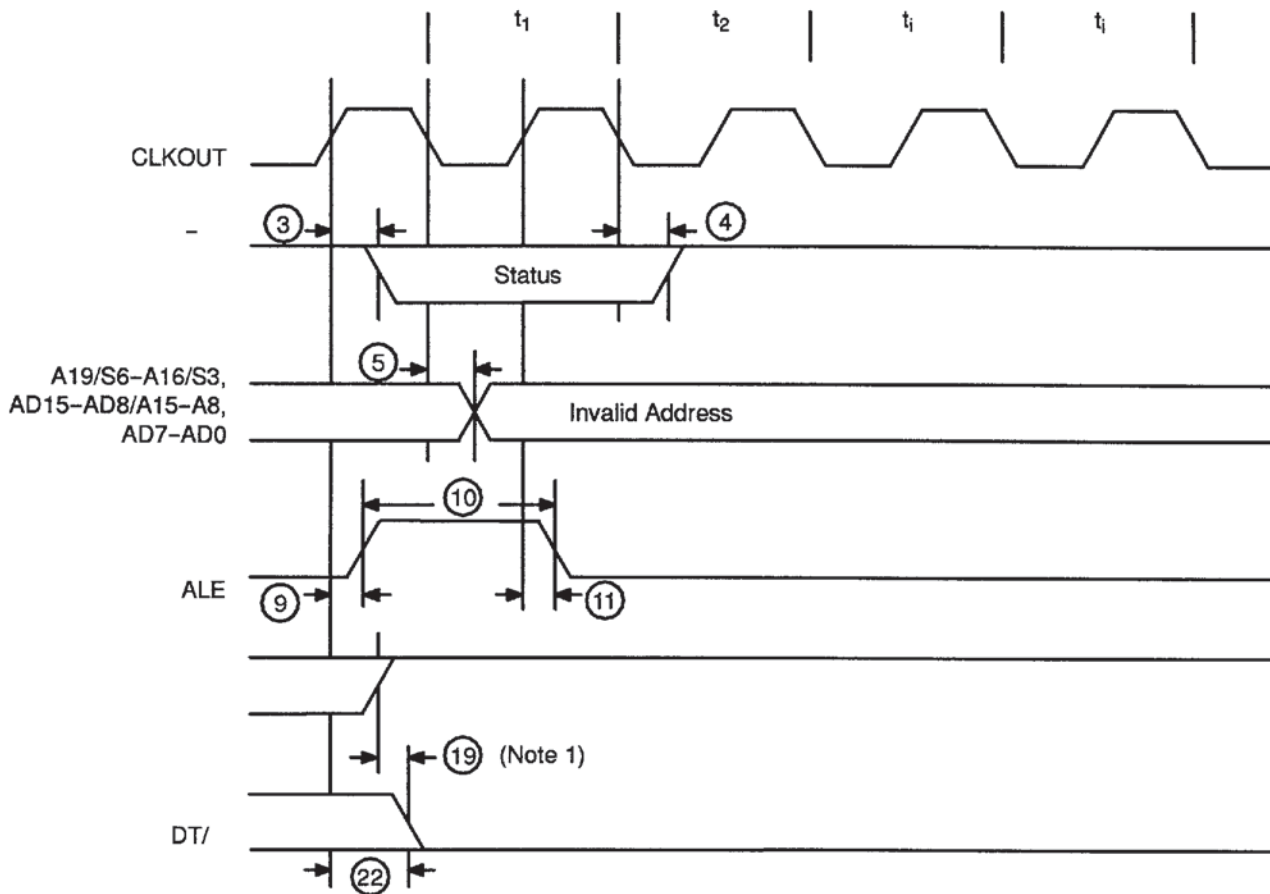 t1 t2 ti ti
CLKOUT
3 4
–
Status
5
A19/S6–A16/S3,
AD15–AD8/A15–A8,
AD7–AD0
Invalid Address
10
ALE
9 11
19 (Note 1)
DT/
22